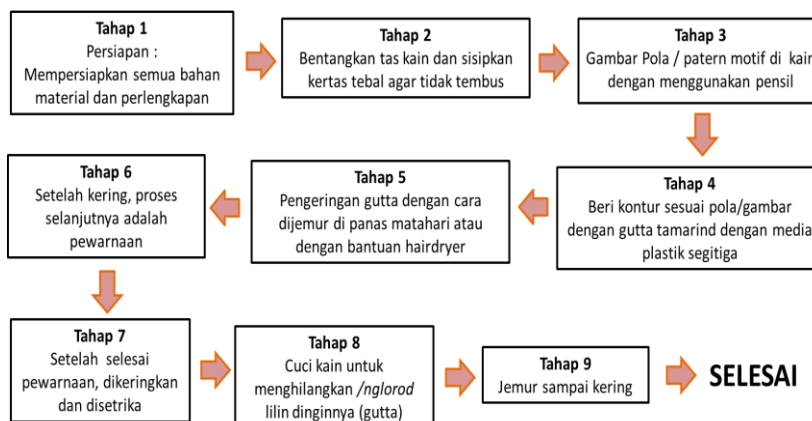 Tahap 1
Persiapan :
Mempersiapkan semua bahan
material dan perlengkapan
Tahap 2
Bentangkan tas kain dan sisipkan
kertas tebal agar tidak tembus
Tahap 3
Gambar Pola / patern motif di kain
dengan menggunakan pensil
Tahap 4
Beri kontur sesuai pola/gambar
dengan gutta tamarind dengan media
plastik segitiga
Tahap 5
Pengeringan gutta dengan cara
dijemur di panas matahari atau
dengan bantuan hairdryer
Tahap 6
Setelah kering, proses
selanjutnya adalah
pewarnaan
Tahap 7
Setelah selesai
pewarnaan, dikeringkan
dan disetrika
Tahap 8
Cuci kain untuk
menghilangkan /nglorod
lilin dinginnya (gutta)
Tahap 9
Jemur sampai kering
SELESAI